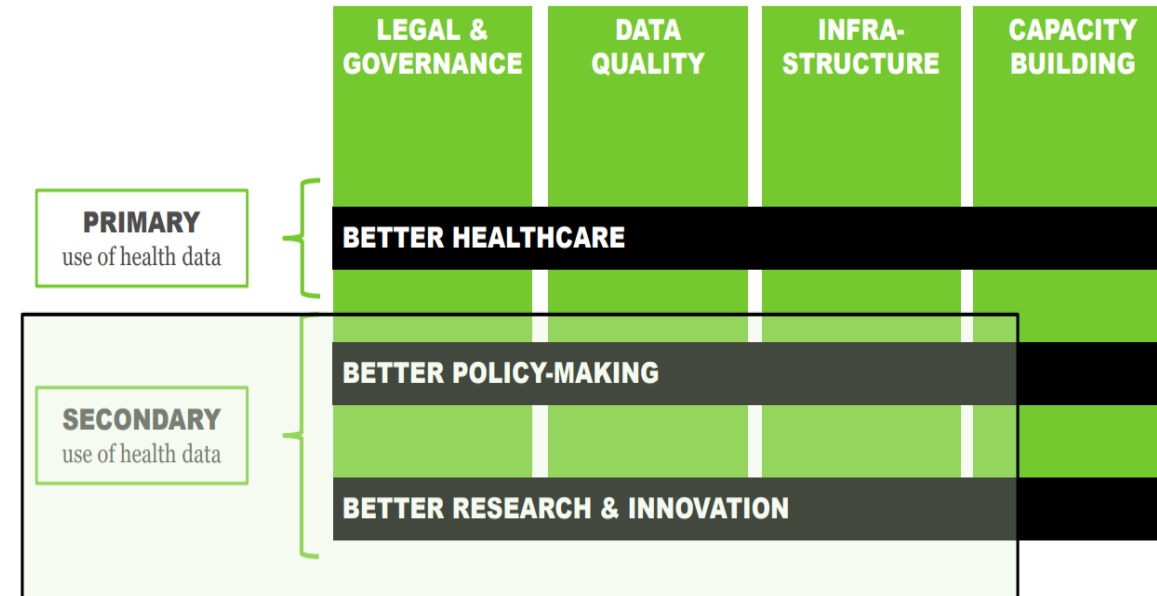 LEGAL &
GOVERNANCE
DATA
QUALITY
INFRA-
STRUCTURE
CAPACITY
BUILDING
PRIMARY
use of health data
BETTER HEALTHCARE
BETTER POLICY-MAKING
SECONDARY
use of health data
BETTER RESEARCH & INNOVATION